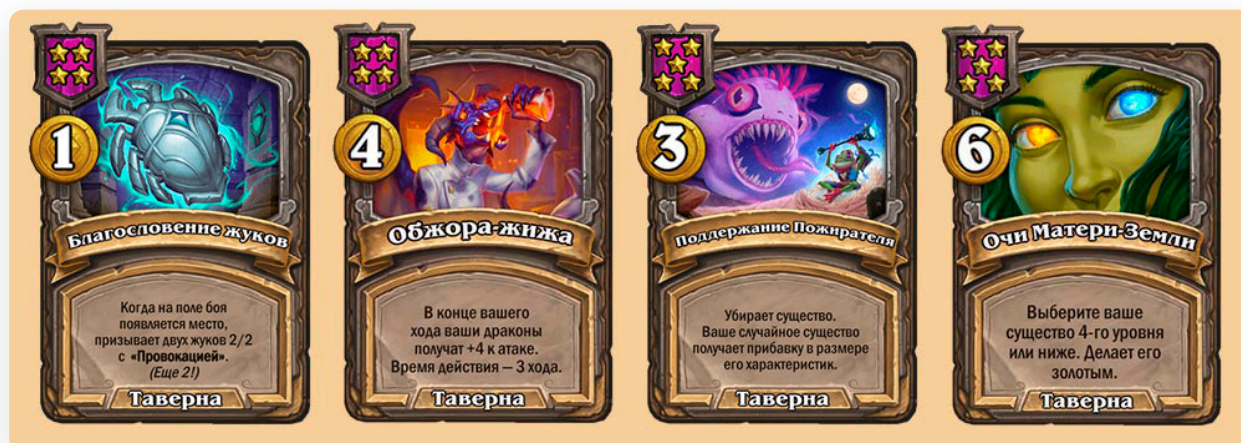 1
Благословение жуков
Когда на поле боя
появляется место,
призывает двух жуков 2/2
с «Провокацией».
(Еще 2!)
Таверна
4
Обжора-жижа
В конце вашего
хода ваши драконы
получат +4 к атаке.
Время действия – 3 хода.
Таверна
3
Поддержание Пожирателя
Убирает существо.
Ваше случайное существо
получает прибавку в размере
его характеристик.
Таверна
6
Очи Матери-Земли
Выберите ваше
существо 4-го уровня
или ниже. Делает его
золотым.
Таверна